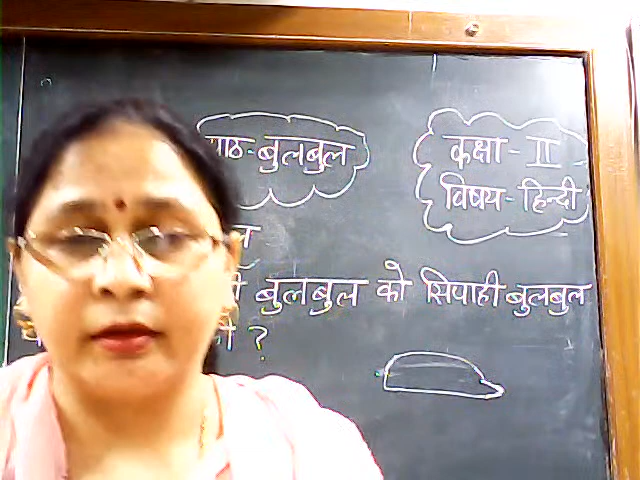 पाठ-बुलबुल
कक्षा - II
विषय - हिन्दी
बुलबुल को सिपाही बुलबुल
?